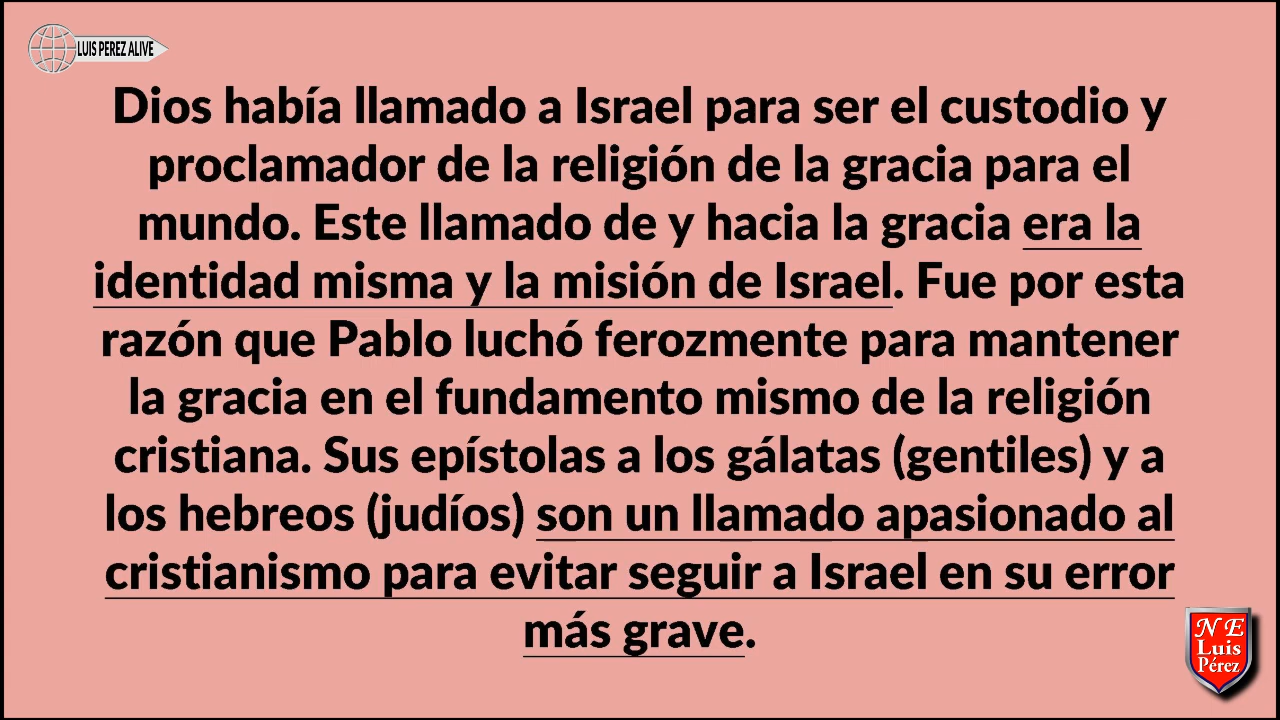 LUIS PEREZ ALIVE
Dios había llamado a Israel para ser el custodio y
proclamador de la religión de la gracia para el
mundo. Este llamado de y hacia la gracia era la
identidad misma y la misión de Israel. Fue por esta
razón que Pablo luchó ferozmente para mantener
la gracia en el fundamento mismo de la religión
cristiana. Sus epístolas a los gálatas (gentiles) y a
los hebreos (judíos) son un llamado apasionado al
cristianismo para evitar seguir a Israel en su error
más grave.
N E
Luis
Pérez